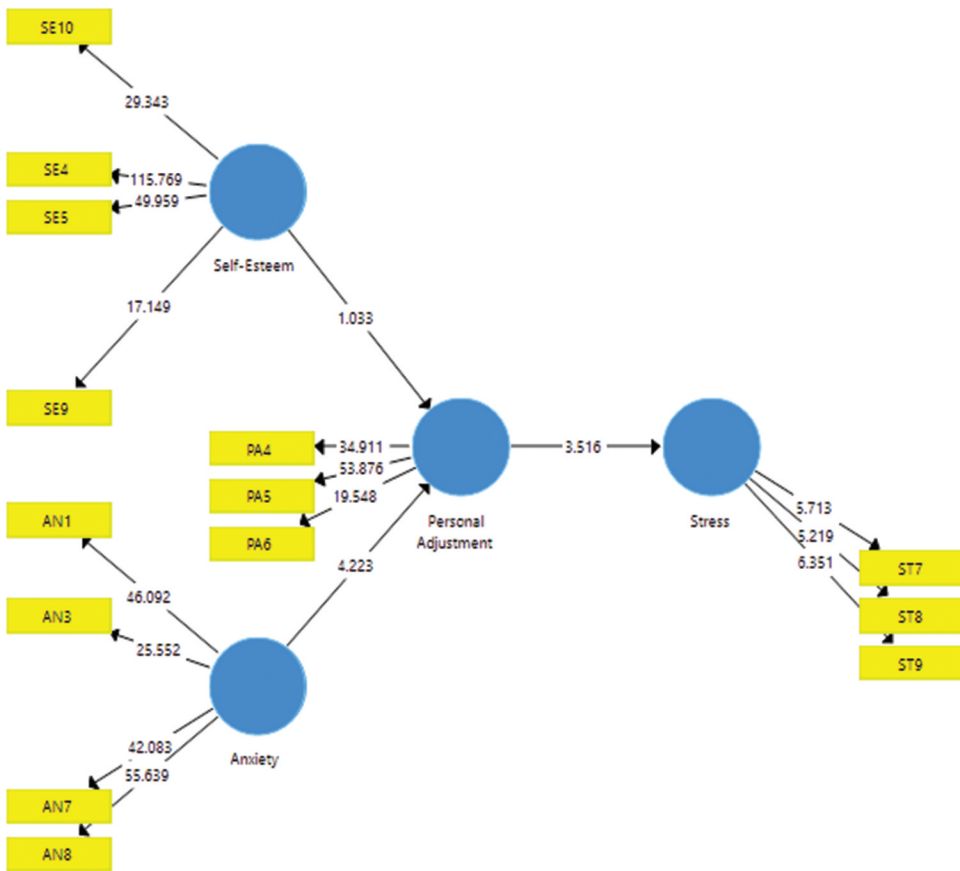 SE10
29.343
SE4
115.769
SE5
49.959
Self-Esteem
17.149
1.033
SE9
PA4
34.911
53.876
3.516
PA5
19.548
5.713
AN1
Personal
Adjustment
Stress
5.219
PA6
6.351
4.223
ST7
46.092
AN3
ST8
25.552
ST9
42.083
Anxiety
55.639
AN7
AN8